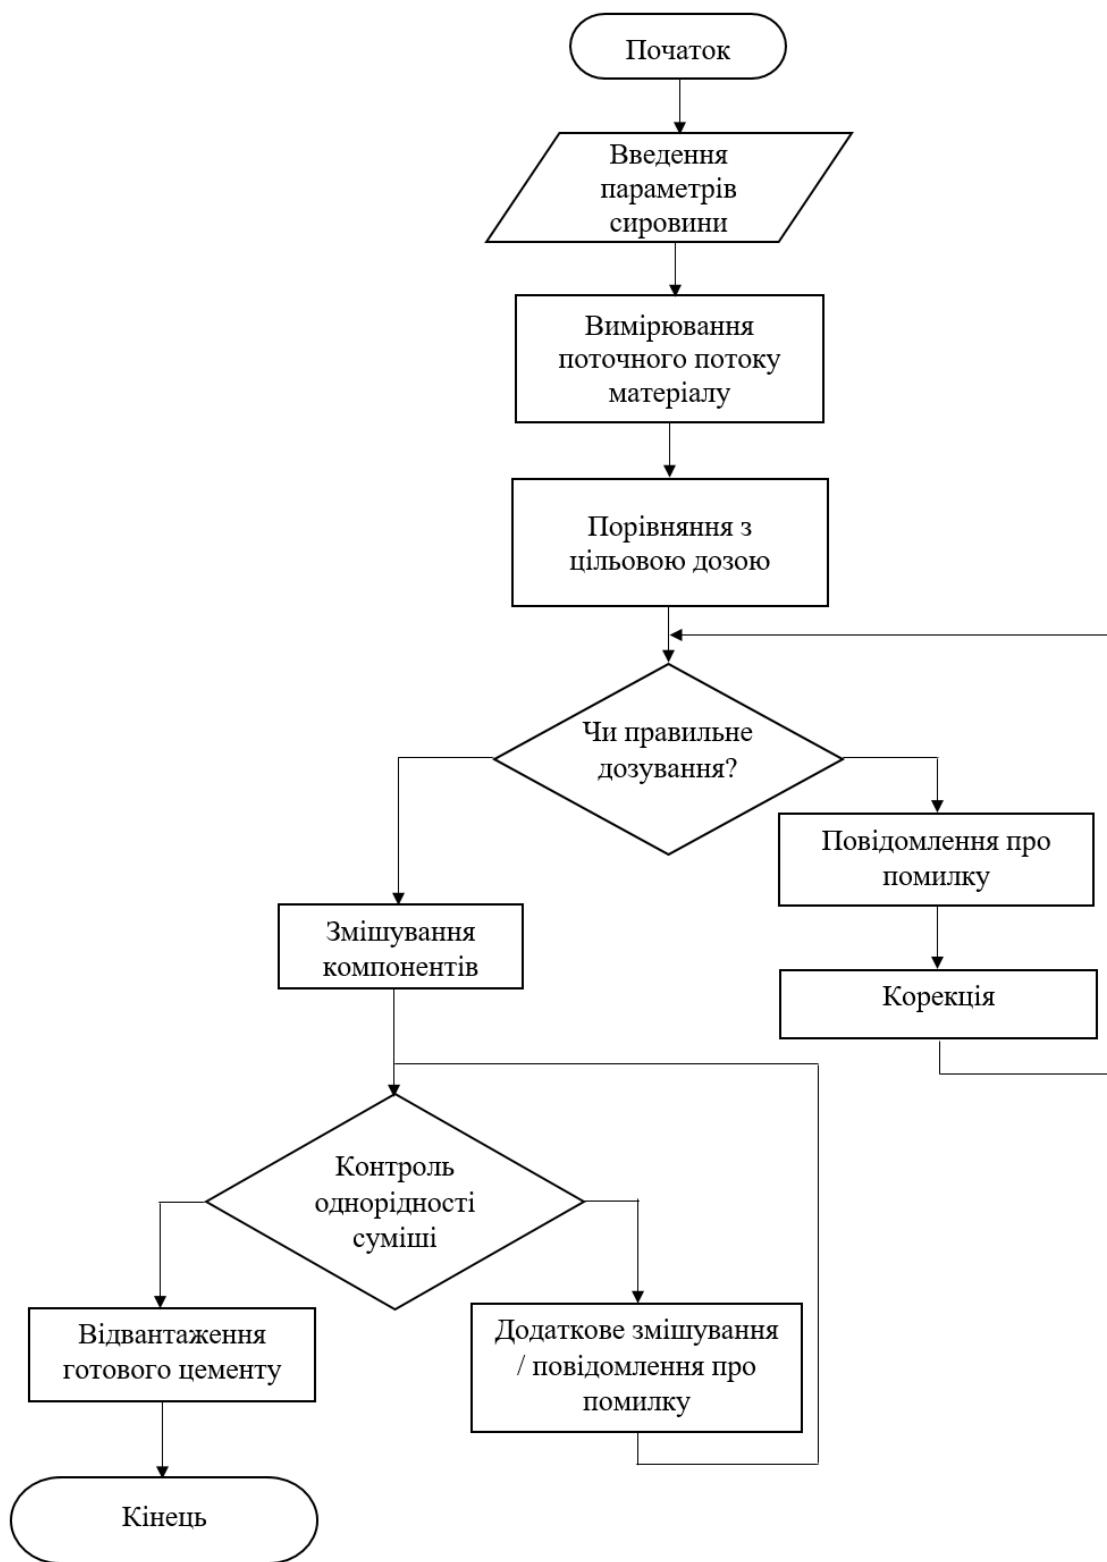 Початок
Введення
параметрів
сировини
Вимірювання
поточного потоку
матеріалу
Порівняння з
цільовою дозою
Чи правильне
дозування?
Повідомлення про
помилку
Змішування
компонентів
Корекція
Контроль
однорідності
суміші
Відвантаження
готового цементу
Додаткове змішування
/ повідомлення про
помилку
Кінець